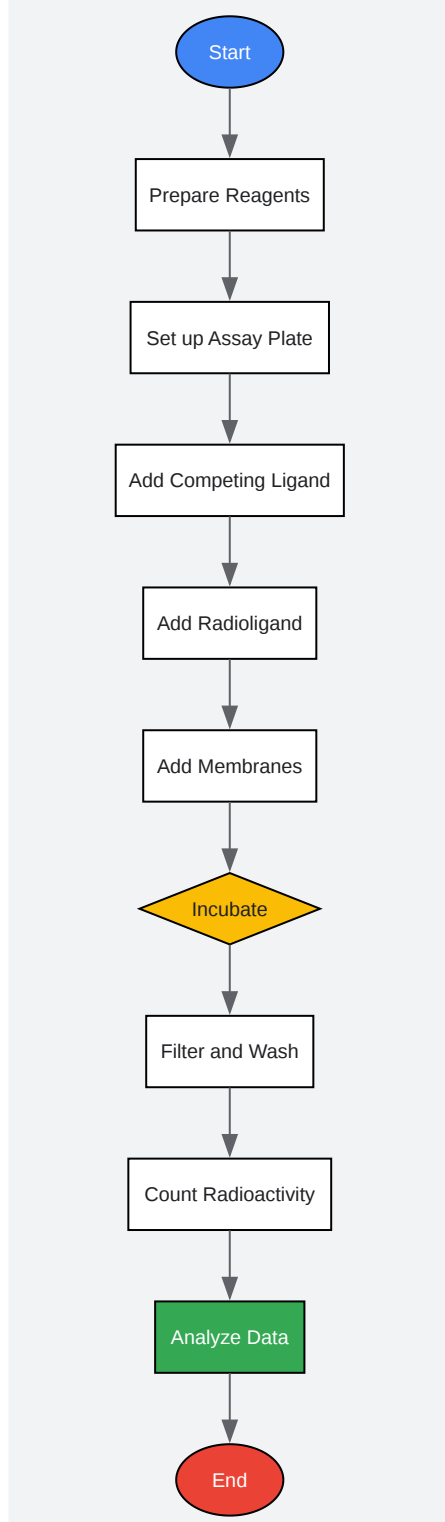 Start
Prepare Reagents
Set up Assay Plate
Add Competing Ligand
Add Radioligand
Add Membranes
Incubate
Filter and Wash
Count Radioactivity
Analyze Data
End